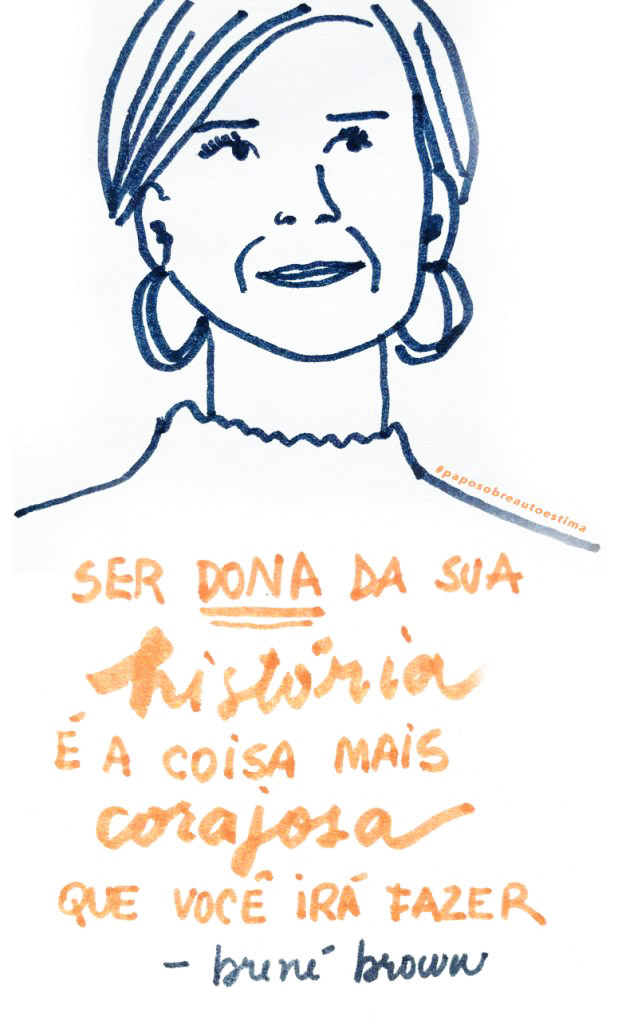 #paposobreautoestima
SER DONA DA SUA
história
É A COISA MAIS
corajosa
QUE VOCÊ IRÁ FAZER
- brené brown